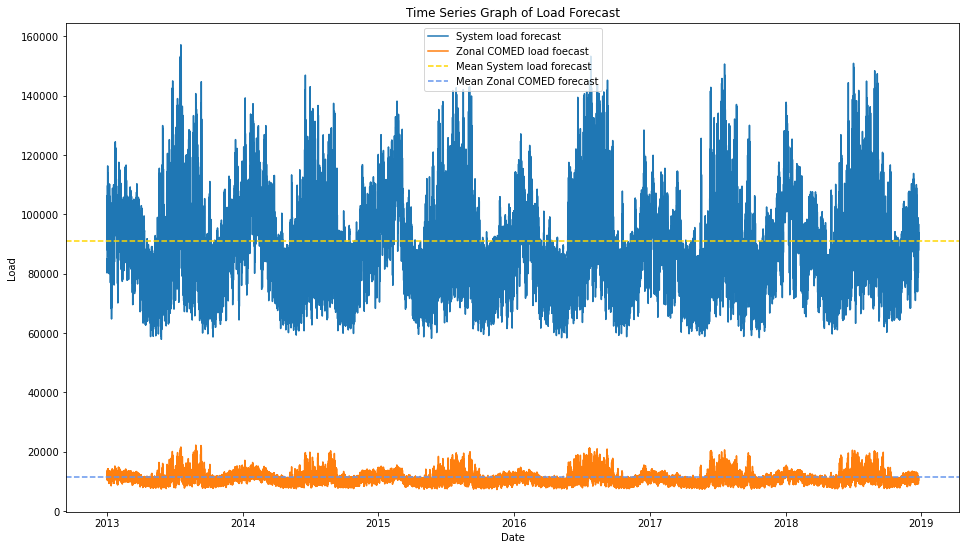 Time Series Graph of Load Forecast
System load forecast
Zonal COMED load foecast
Mean System load forecast
Mean Zonal COMED forecast
160000
140000
120000
100000
80000
60000
40000
20000
0
Load
2013 2014 2015 2016 2017 2018 2019
Date